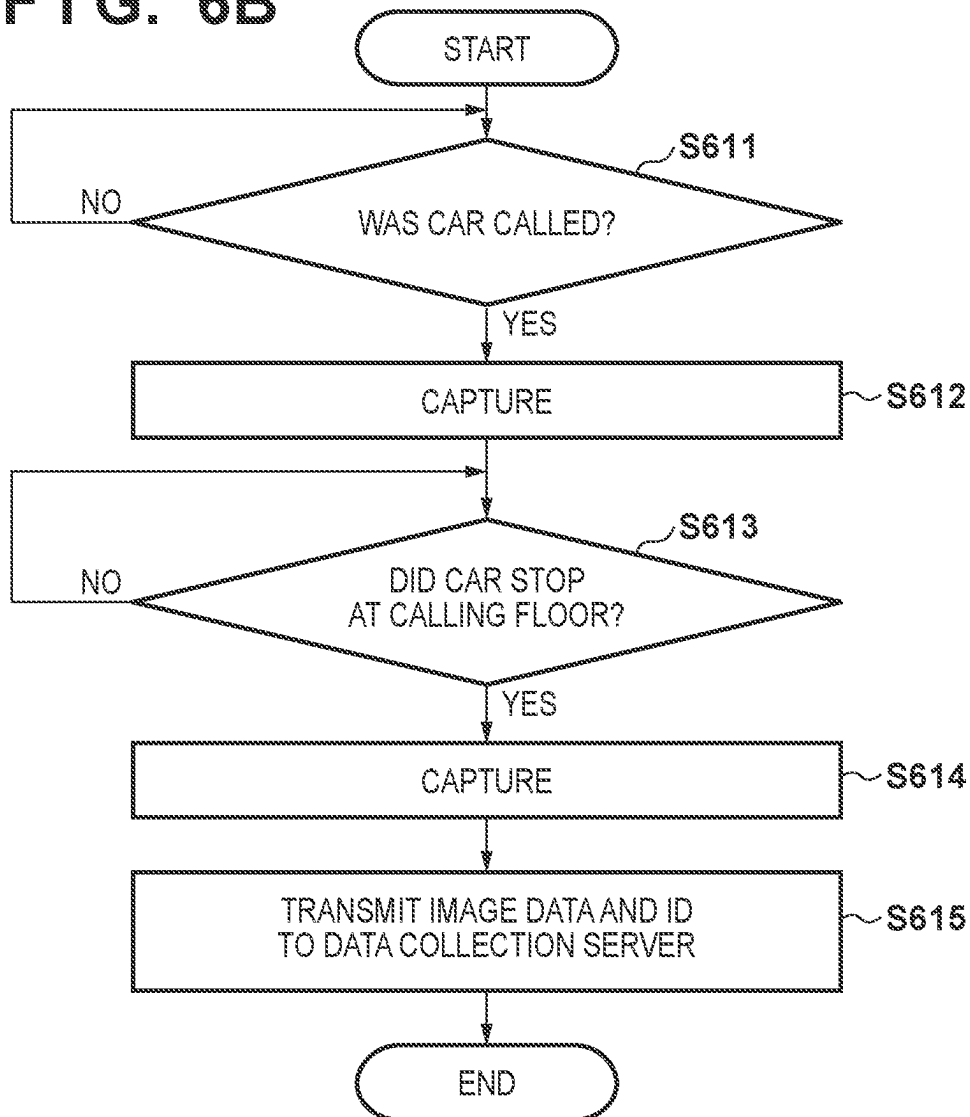 FIG. 6B
START
S611
NO
WAS CAR CALLED?
YES
CAPTURE
S612
S613
NO
DID CAR STOP
AT CALLING FLOOR?
YES
CAPTURE
S614
TRANSMIT IMAGE DATA AND ID
TO DATA COLLECTION SERVER
S615
END